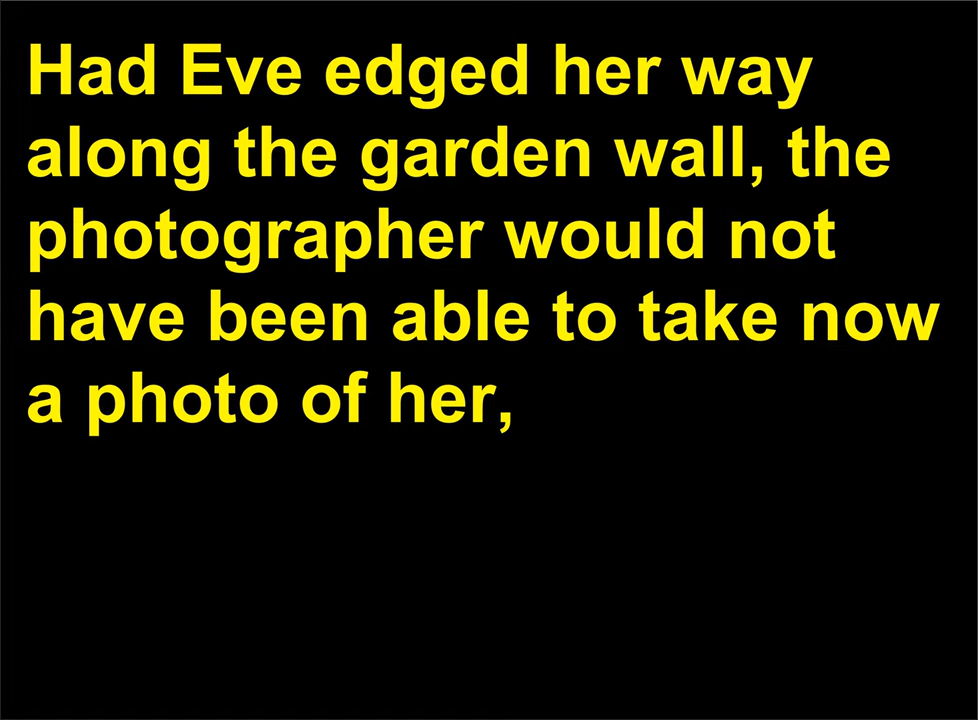 Had Eve edged her way
along the garden wall, the
photographer would not
have been able to take now
a photo of her,